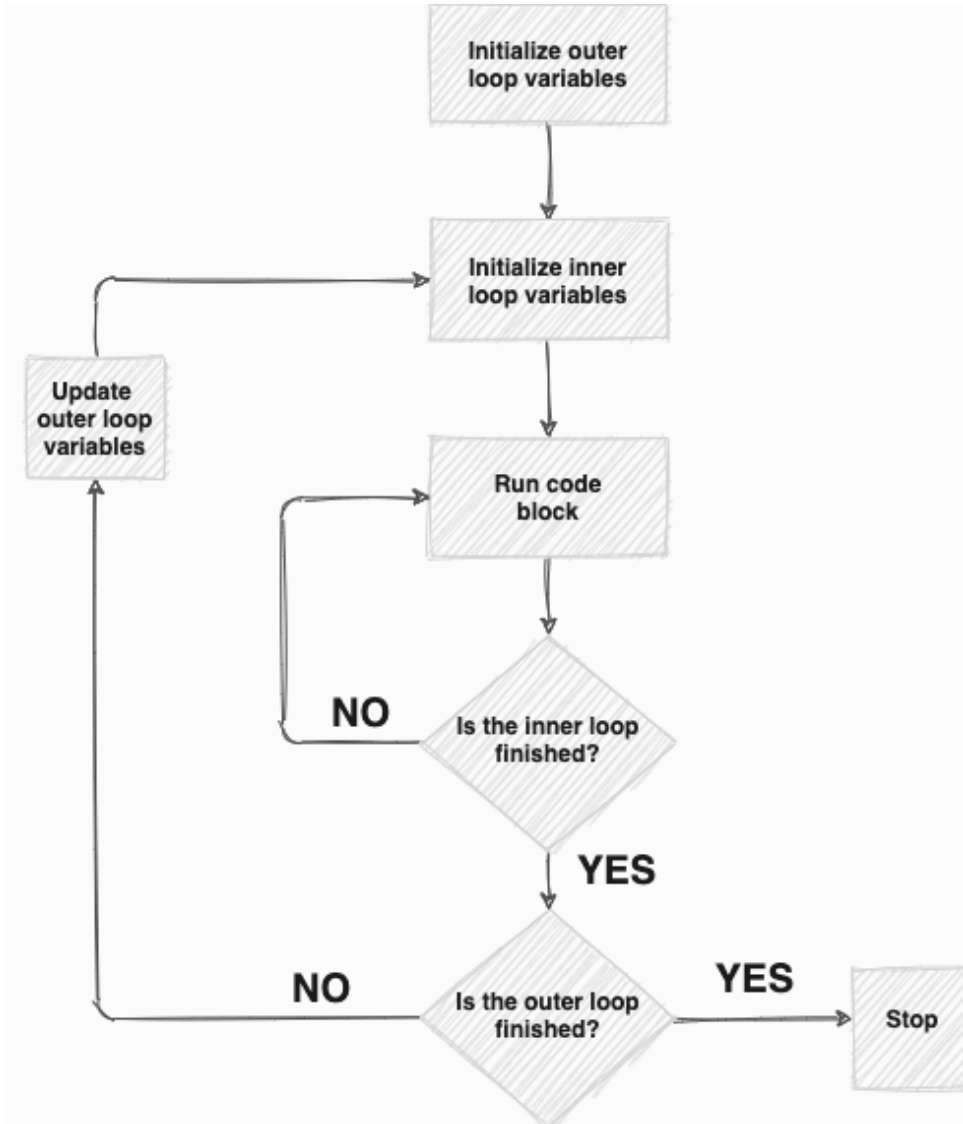 Initialize outer
loop variables
Initialize inner
loop variables
Update
outer loop
variables
Run code
block
NO
Is the inner loop
finished?
YES
NO
Is the outer loop
finished?
YES
Stop